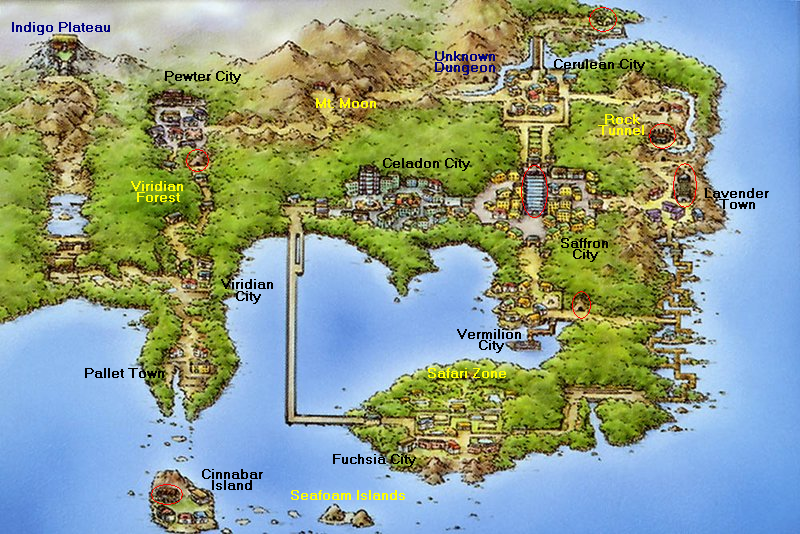 Indigo Plateau
Unknown
Dungeon
Cerulean City
Pewter City
Mt. Moon
Rock
Tunnel
Celadon City
Viridian
Forest
Lavender
Town
Saffron
City
Viridian
City
Vermilion
City
Pallet Town
Safari Zone
Fuchsia City
Cinnabar
Island
Seafoam Islands